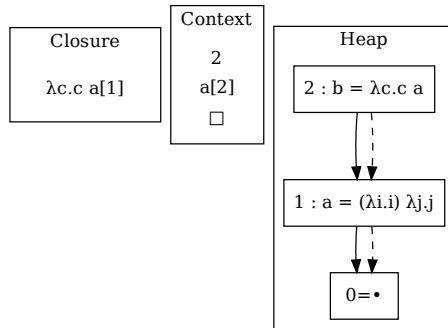 Closure
λc.c a[1]
Context
2
a[2]
□
Heap
2 : b = λc.c a
1 : a = (λi.i) λj.j
0=•